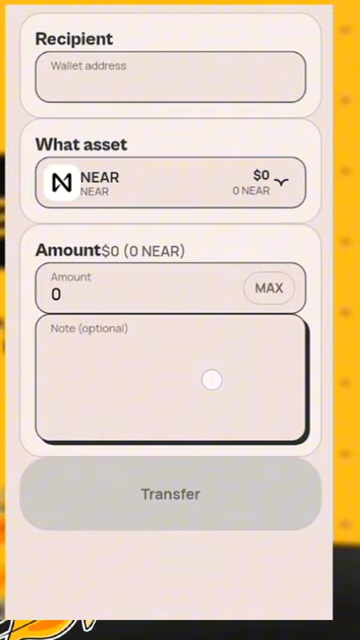 Recipient
Wallet address
What asset
NEAR $0
NEAR 0 NEAR
Amount$0 (0 NEAR)
Amount
0 MAX
Note (optional)
Transfer